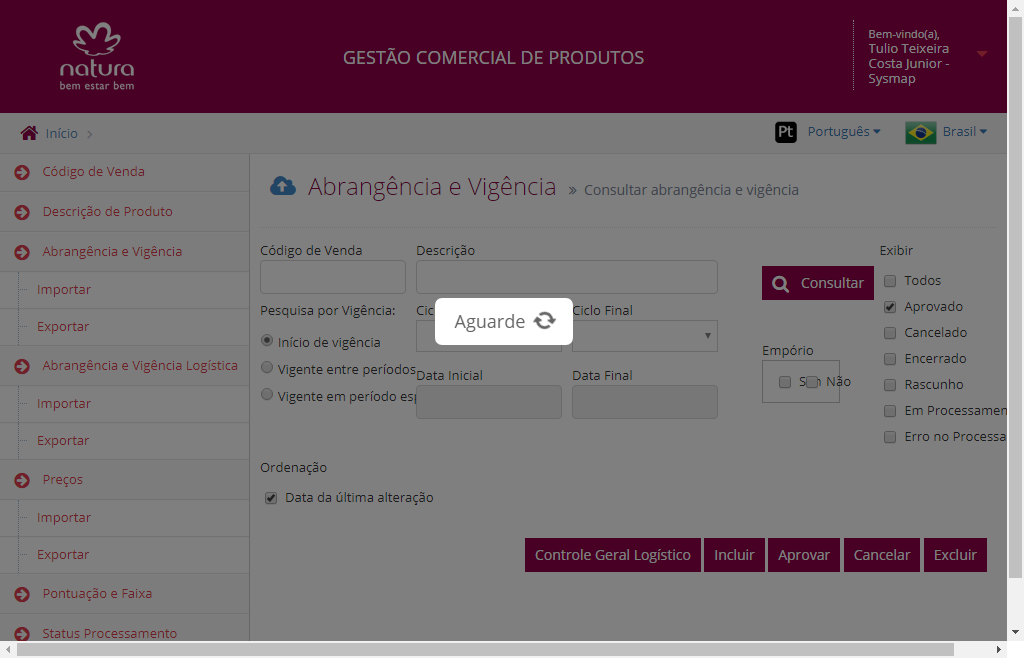 natura
bem estar bem
GESTÃO COMERCIAL DE PRODUTOS
Bem-vindo(a),
Tulio Teixeira
Costa Junior -
Sysmap
Início
Pt Português
Brasil
Código de Venda
Descrição de Produto
Abrangência e Vigência
Importar
Exportar
Abrangência e Vigência Logística
Importar
Exportar
Preços
Importar
Exportar
Pontuação e Faixa
Status Processamento
Abrangência e Vigência » Consultar abrangência e vigência
Código de Venda
Descrição
Consultar
Pesquisa por Vigência:
Cic
Ciclo Final
Início de vigência
Vigente entre períodos
Vigente em período esp
Data Inicial
Data Final
Aguarde
Empório
Não
Exibir
Todos
Aprovado
Cancelado
Encerrado
Rascunho
Em Processamen
Erro no Processa
Ordenação
Data da última alteração
Controle Geral Logístico
Incluir
Aprovar
Cancelar
Excluir